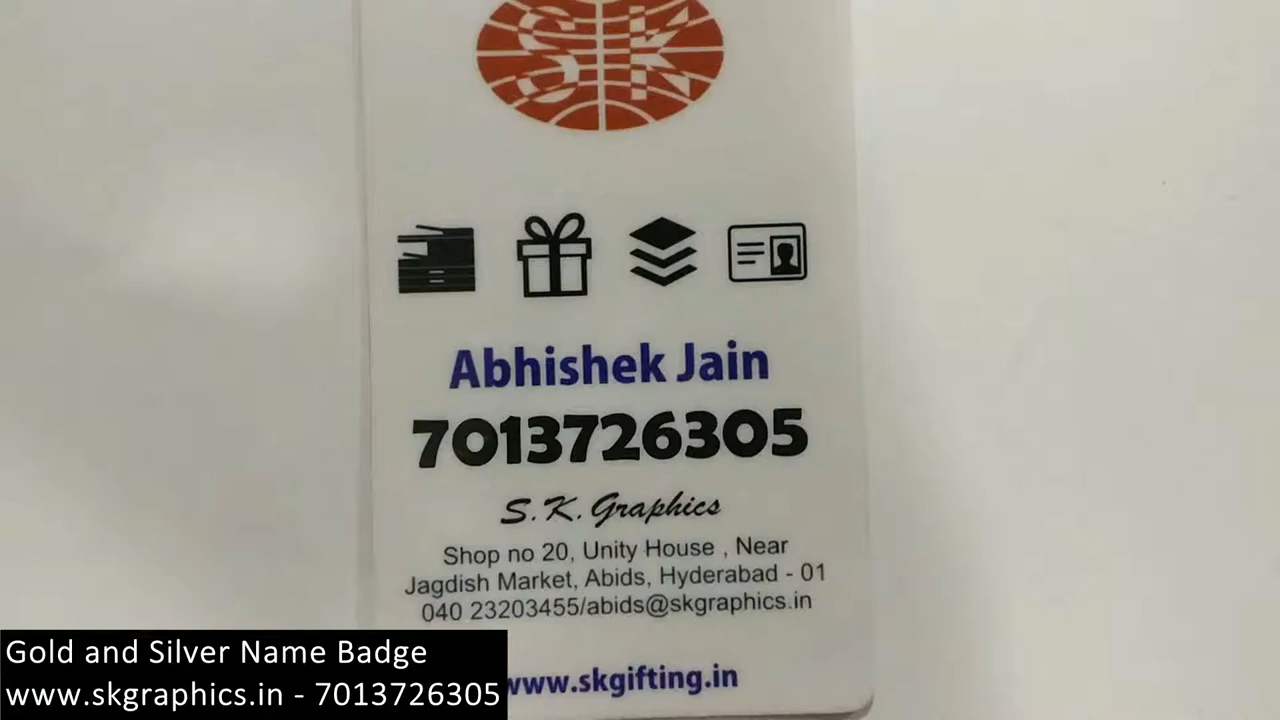 SK
Abhishek Jain
7013726305
S.K. Graphics
Shop no 20, Unity House , Near
Jagdish Market, Abids, Hyderabad - 01
040 23203455/abids@skgraphics.in
www.skgifting.in
Gold and Silver Name Badge
www.skgraphics.in - 7013726305